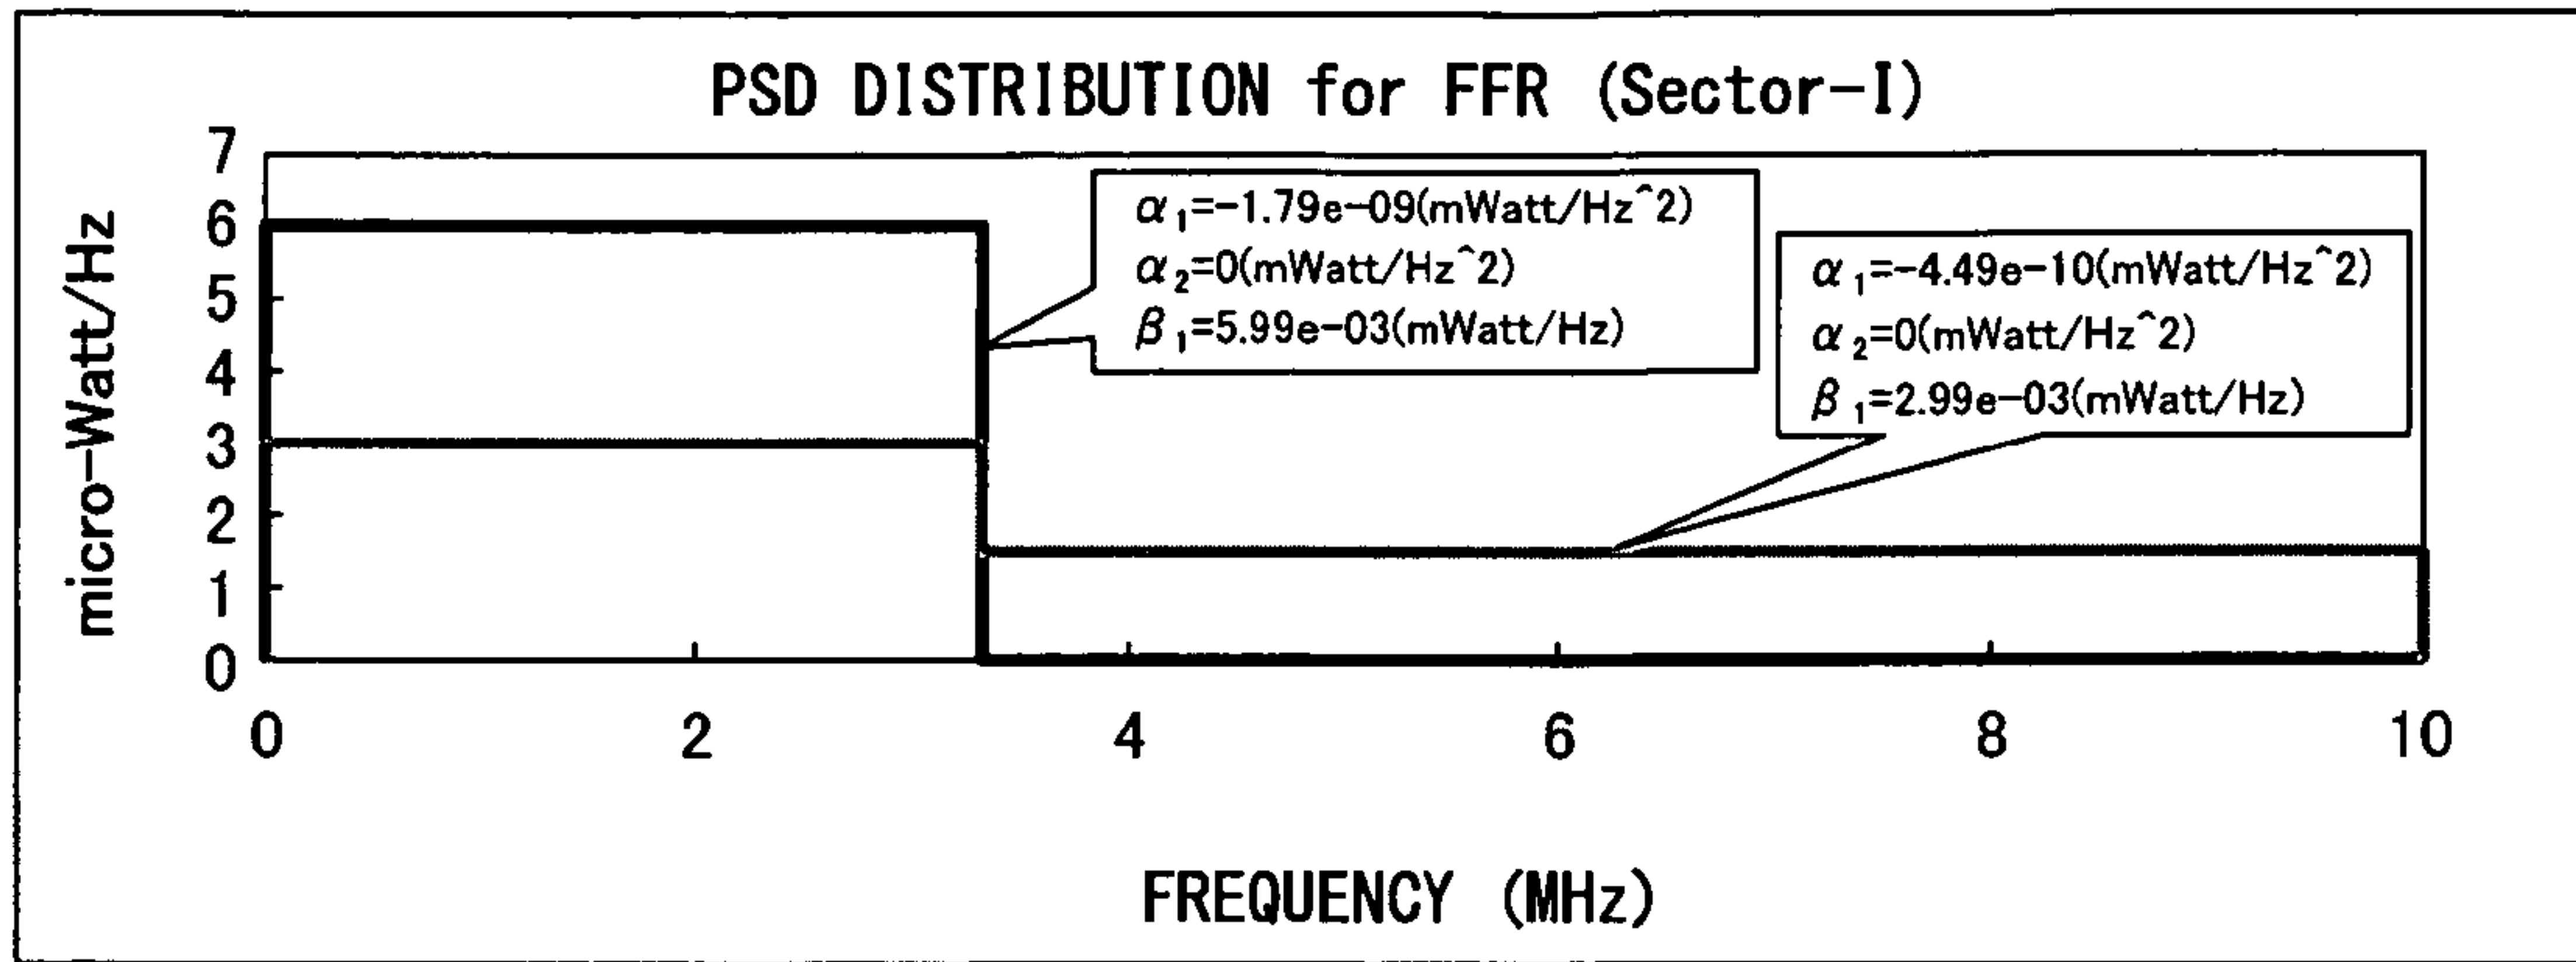 PSD DISTRIBUTION for FFR (Sector-I)
micro-Watt/Hz
7
6
5
4
3
2
1
0
α₁=-1.79e-09(mWatt/Hz^2)
α₂=0(mWatt/Hz^2)
β₁=5.99e-03(mWatt/Hz)
α₁=-4.49e-10(mWatt/Hz^2)
α₂=0(mWatt/Hz^2)
β₁=2.99e-03(mWatt/Hz)
0 2 4 6 8 10
FREQUENCY (MHz)